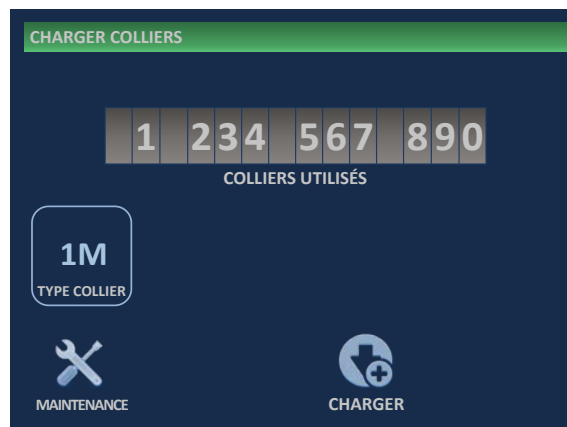 CHARGER COLLIERS
1 234 567 890
COLLIERS UTILISÉS
1M
TYPE COLLIER
MAINTENANCE
CHARGER